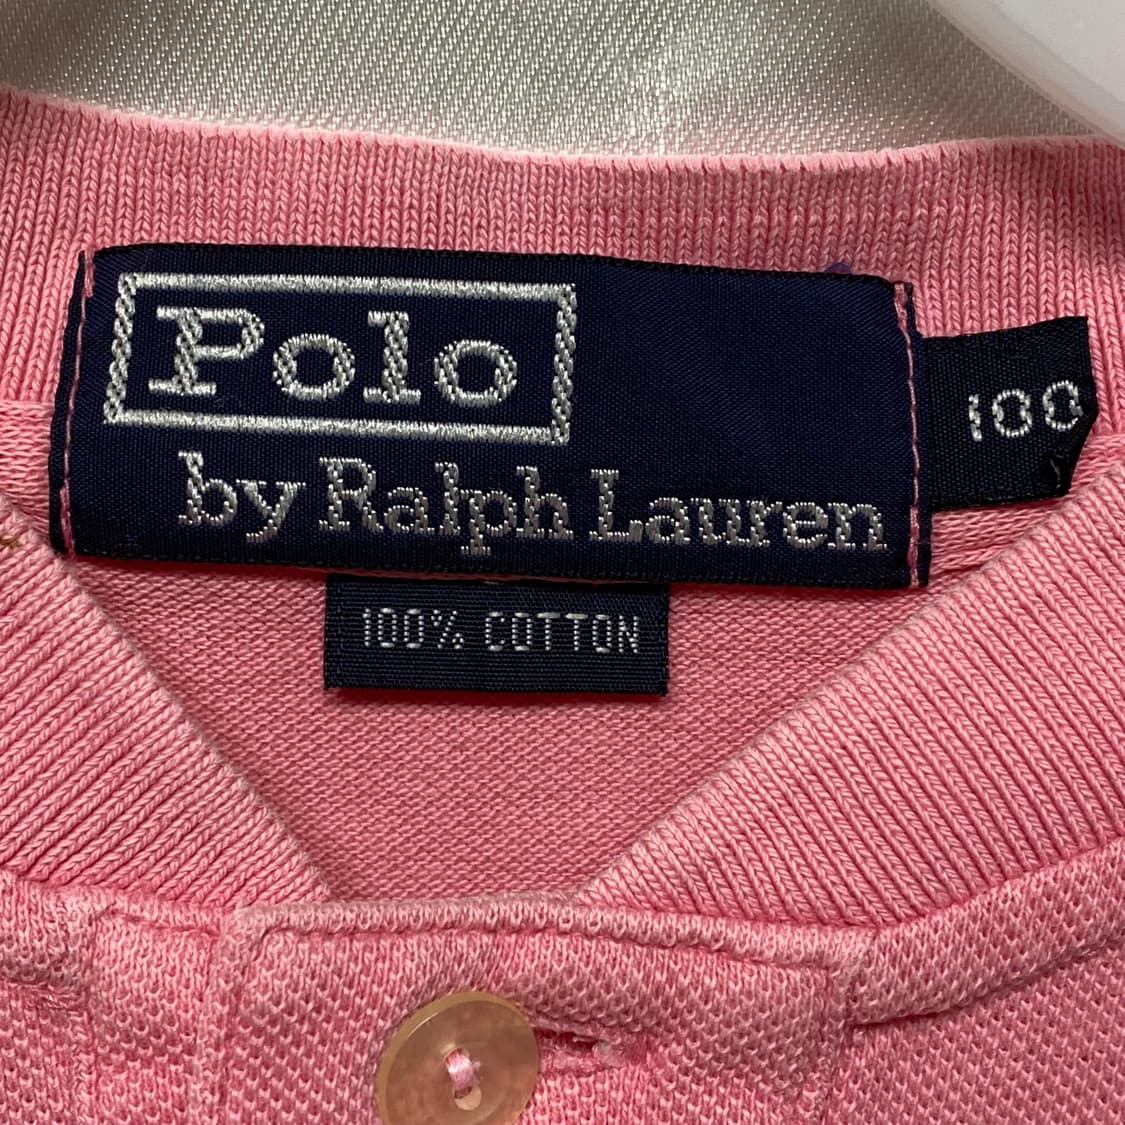 Polo
by Ralph Lauren
100
100% COTTON